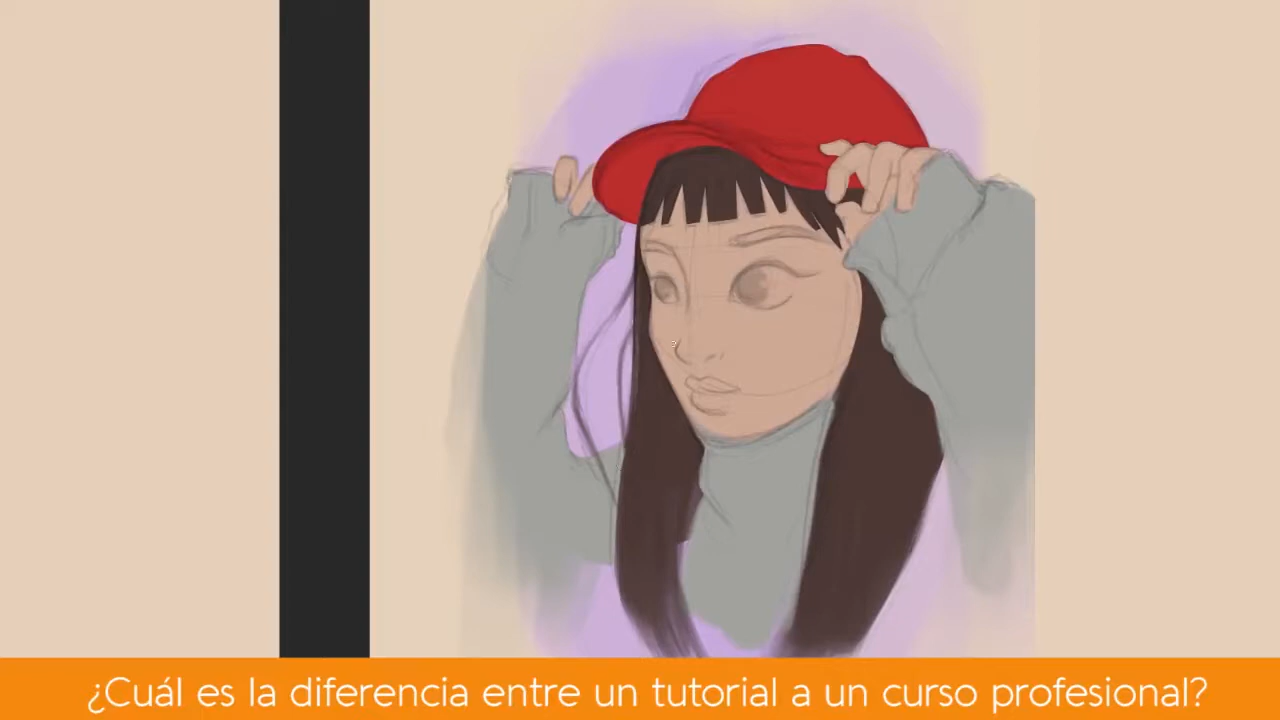 ¿Cuál es la diferencia entre un tutorial a un curso profesional?